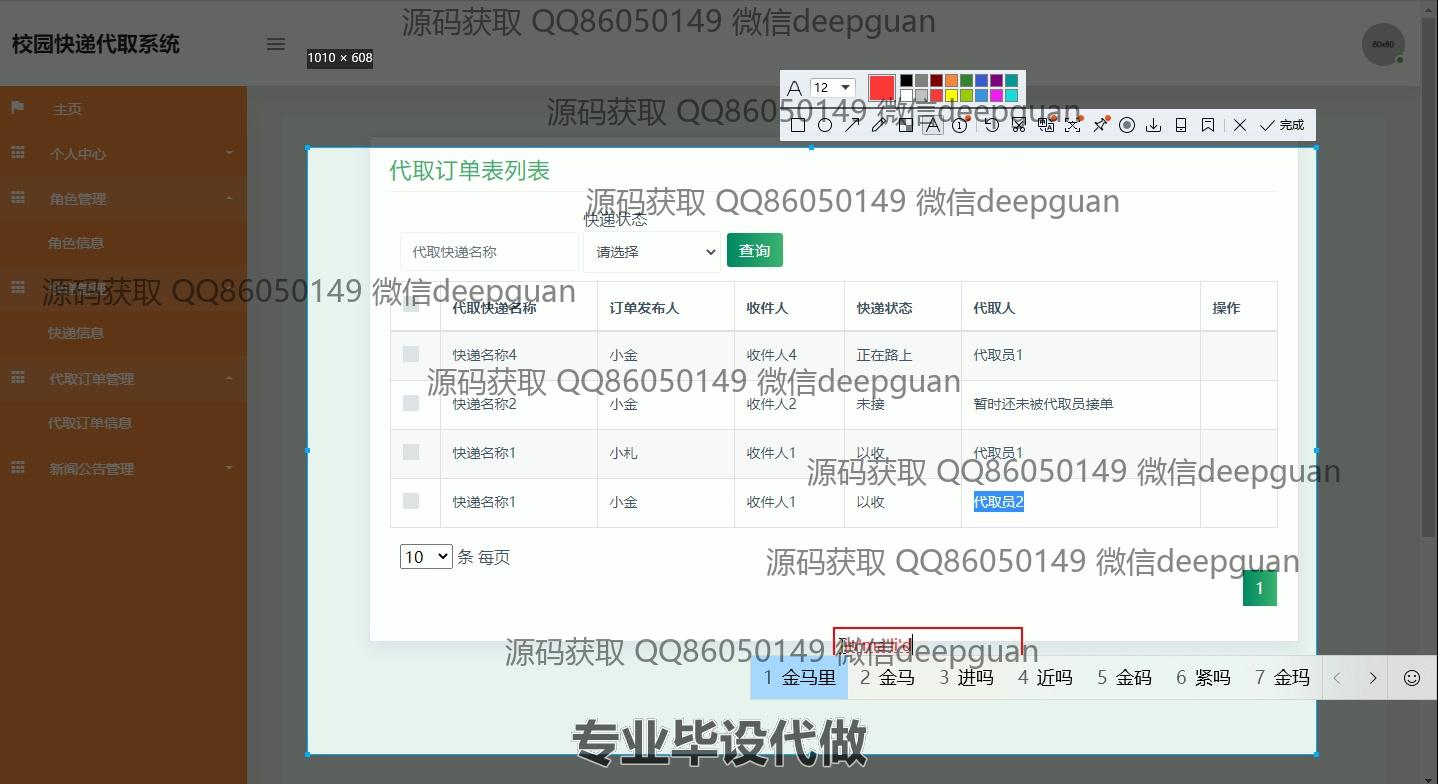 源码获取 QQ86050149 微信deepguan
校园快递代取系统
1010 × 608
60x60
12
主页
源码获取 QQ86050149 微信deepguan
完成
个人中心
代取订单表列表
角色管理
源码获取 QQ86050149 微信deepguan
快递状态
角色信息
代取快递名称
请选择
查询
源码获取 QQ86050149 微信deepguan
代取快递名称 订单发布人 收件人 快递状态 代取人 操作
快递信息
快递名称4 小金 收件人4 正在路上 代取员1
代取订单管理
源码获取 QQ86050149 微信deepguan
快递名称2 小金 收件人2 未接 暂时还未被代取员接单
代取订单信息
快递名称1 小札 收件人1 以收 代取员1
新闻公告管理
源码获取 QQ86050149 微信deepguan
快递名称1 小金 收件人1 以收 代取员2
10 条 每页
源码获取 QQ86050149 微信deepguan
1
源码获取 QQ86050149 微信deepguan
1 金马里 2 金马 3 进吗 4 近吗 5 金码 6 紧吗 7 金玛
专业毕设代做